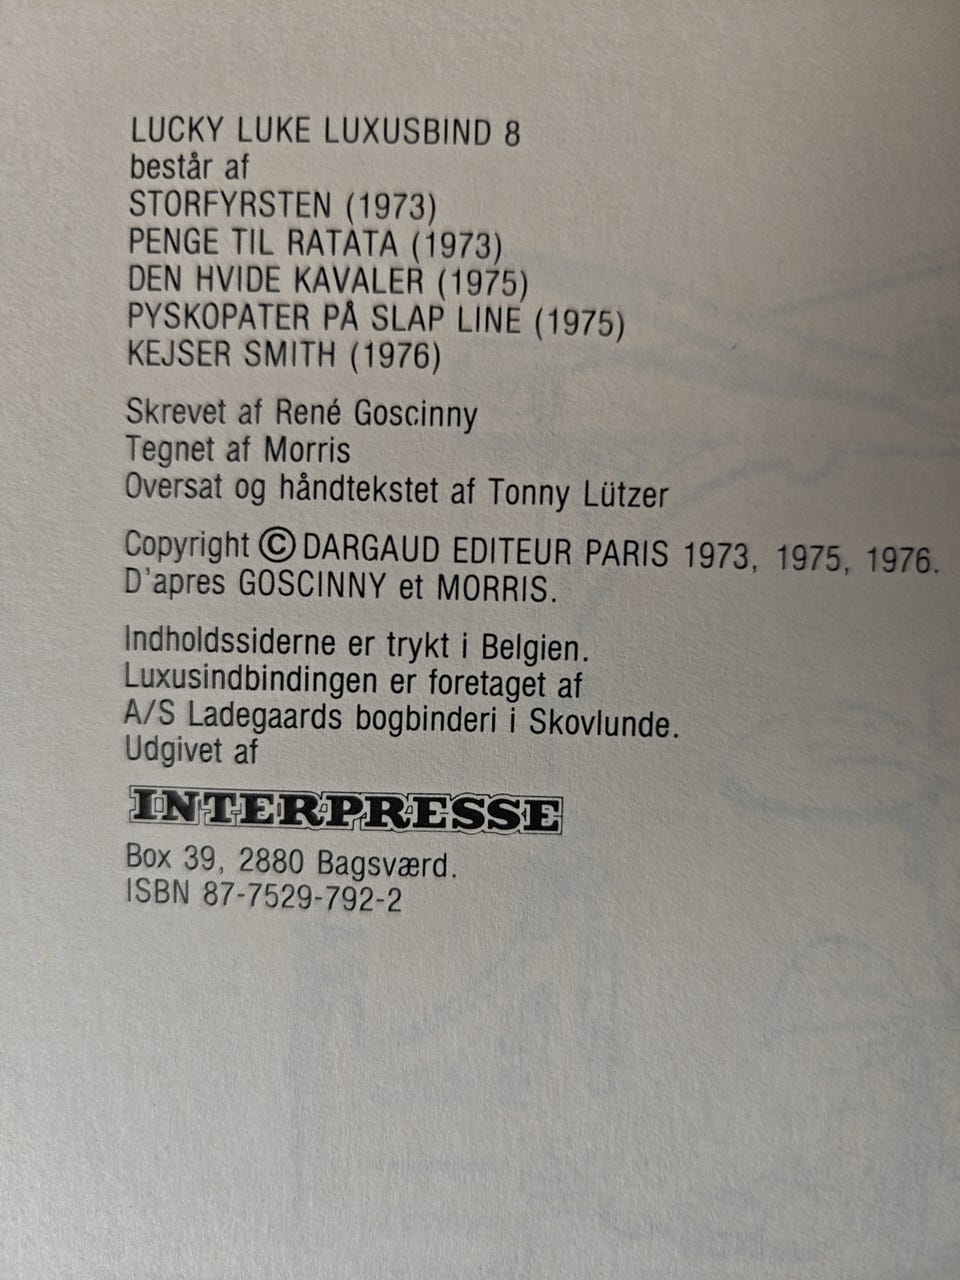 LUCKY LUKE LUXUSBIND 8
består af
STORFYRSTEN (1973)
PENGE TIL RATATA (1973)
DEN HVIDE KAVALER (1975)
PYSKOPATER PÅ SLAP LINE (1975)
KEJSER SMITH (1976)
Skrevet af René Goscinny
Tegnet af Morris
Oversat og håndtekstet af Tonny Lützer
Copyright © DARGAUD EDITEUR PARIS 1973, 1975, 1976.
D'apres GOSCINNY et MORRIS.
Indholdssiderne er trykt i Belgien.
Luxusindbindingen er foretaget af
A/S Ladegaards bogbinderi i Skovlunde.
Udgivet af
INTERPRESSE
Box 39, 2880 Bagsværd.
ISBN 87-7529-792-2